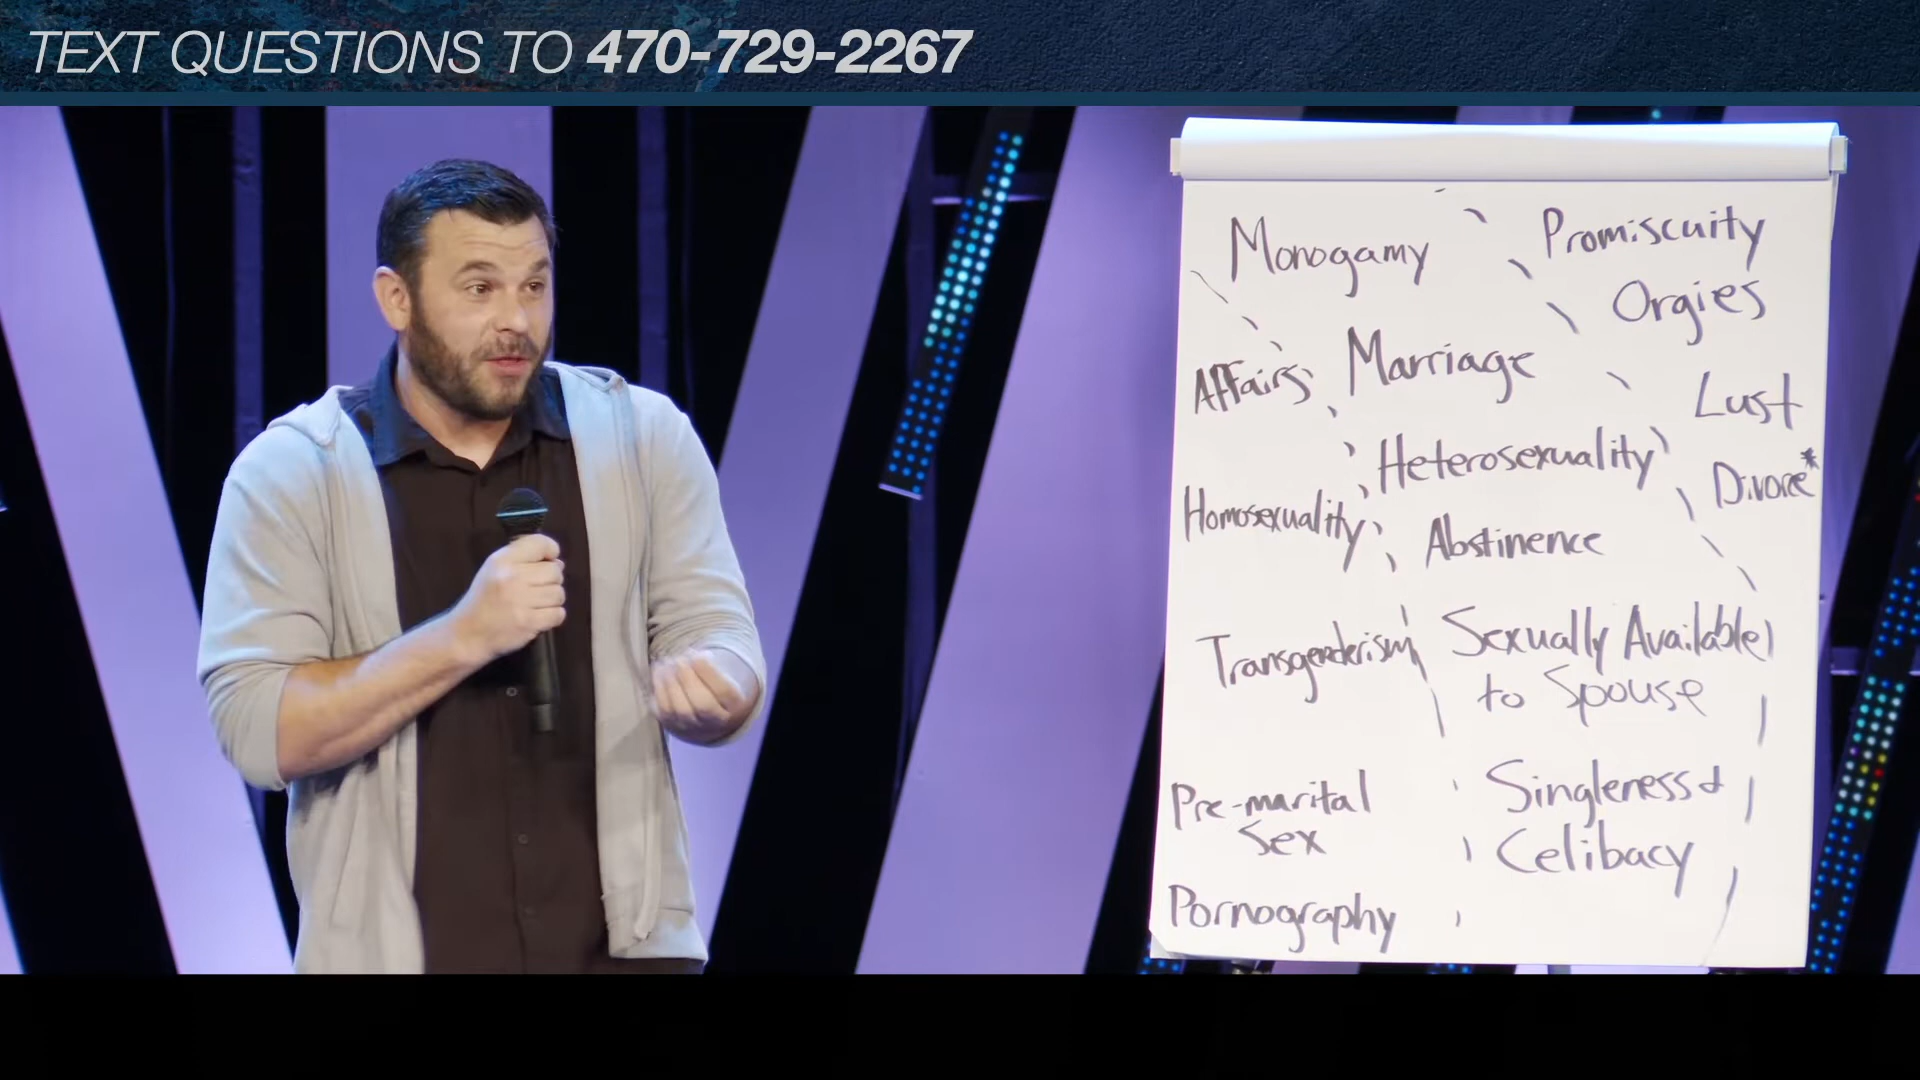 TEXT QUESTIONS TO 470-729-2267
Monogamy
Promiscuity
Orgies
Affairs
Marriage
Lust
Heterosexuality
Divorce*
Homosexuality
Abstinence
Transgenderism
Sexually Available
to Spouse
Pre-marital
Sex
Singleness &
Celibacy
Pornography